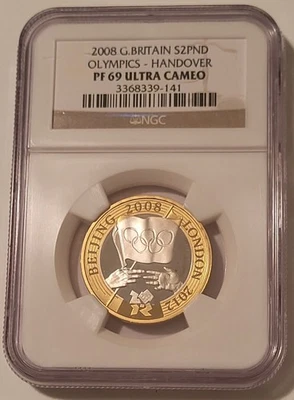 2008 G.BRITAIN S2PND
OLYMPICS - HANDOVER
PF 69 ULTRA CAMEO
3368339-141
NGC
BEIJING 2008
LONDON 2012